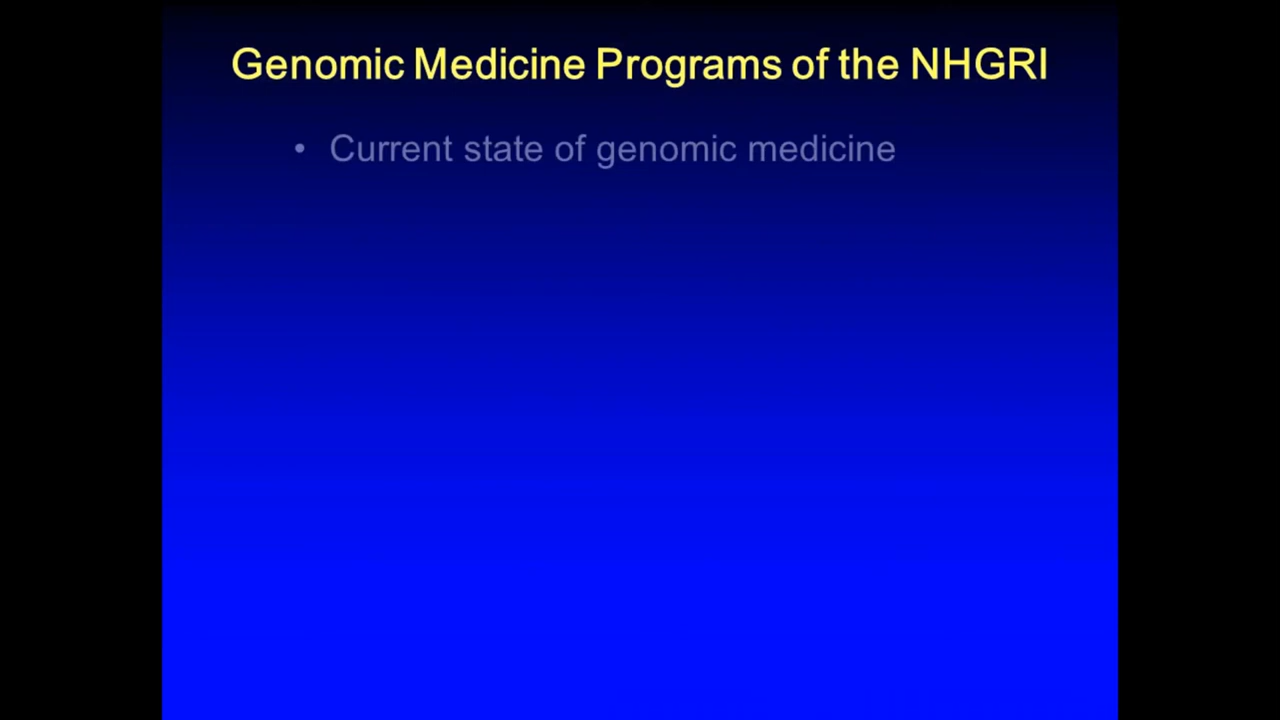 Genomic Medicine Programs of the NHGRI
• Current state of genomic medicine